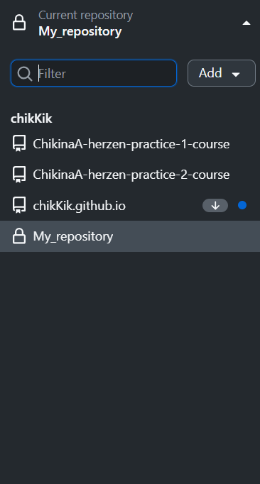 Current repository
My_repository
Filter
Add
chikKik
ChikinaA-herzen-practice-1-course
ChikinaA-herzen-practice-2-course
chikKik.github.io
My_repository